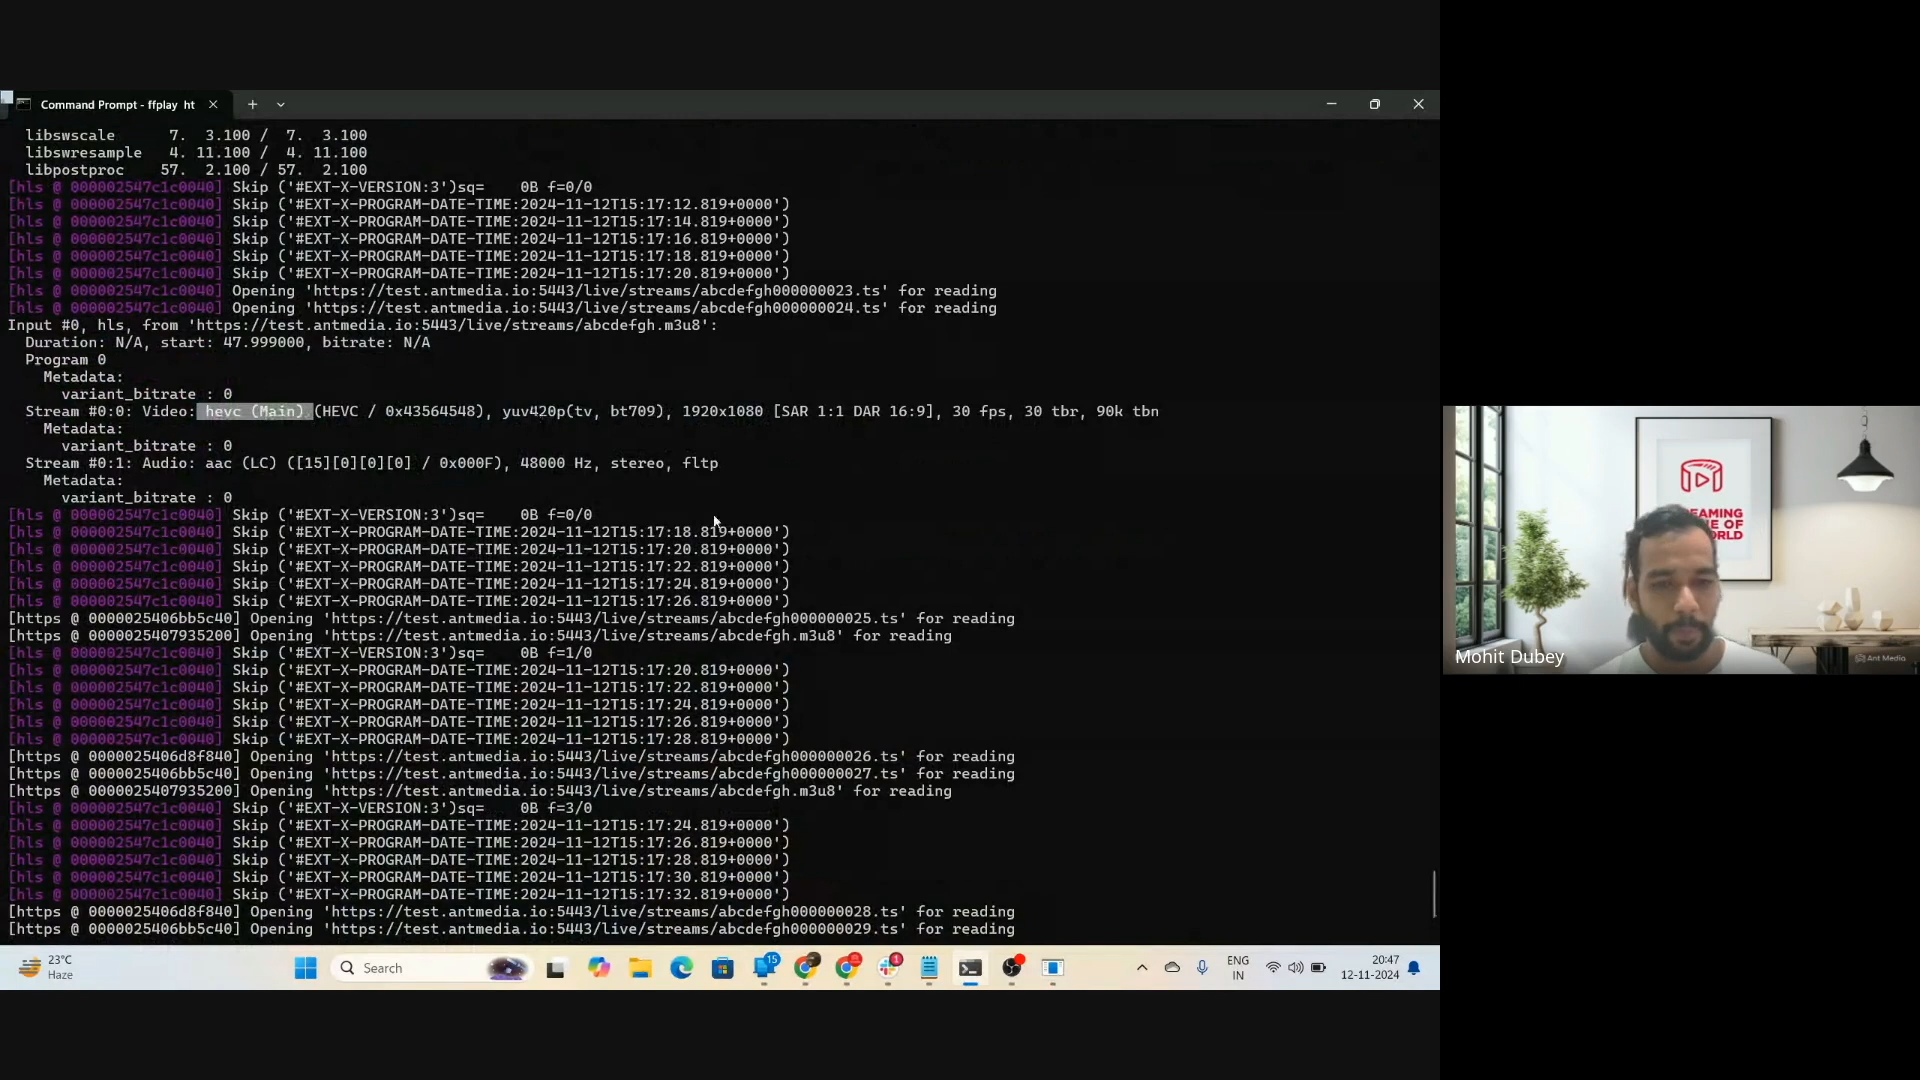 Command Prompt - ffplay ht
libswscale 7. 3.100 / 7. 3.100
libswresample 4. 11.100 / 4. 11.100
libpostproc 57. 2.100 / 57. 2.100
[hls @ 000002547c1c0040] Skip ('#EXT-X-VERSION:3')sq= 0B f=0/0
[hls @ 000002547c1c0040] Skip ('#EXT-X-PROGRAM-DATE-TIME:2024-11-12T15:17:12.819+0000')
[hls @ 000002547c1c0040] Skip ('#EXT-X-PROGRAM-DATE-TIME:2024-11-12T15:17:14.819+0000')
[hls @ 000002547c1c0040] Skip ('#EXT-X-PROGRAM-DATE-TIME:2024-11-12T15:17:16.819+0000')
[hls @ 000002547c1c0040] Skip ('#EXT-X-PROGRAM-DATE-TIME:2024-11-12T15:17:18.819+0000')
[hls @ 000002547c1c0040] Skip ('#EXT-X-PROGRAM-DATE-TIME:2024-11-12T15:17:20.819+0000')
[hls @ 000002547c1c0040] Opening 'https://test.antmedia.io:5443/live/streams/abcdefgh000000023.ts' for reading
[hls @ 000002547c1c0040] Opening 'https://test.antmedia.io:5443/live/streams/abcdefgh000000024.ts' for reading
Input #0, hls, from 'https://test.antmedia.io:5443/live/streams/abcdefgh.m3u8':
Duration: N/A, start: 47.999000, bitrate: N/A
Program 0
Metadata:
variant_bitrate : 0
Stream #0:0: Video: hevc (Main) (HEVC / 0x43564548), yuv420p(tv, bt709), 1920x1080 [SAR 1:1 DAR 16:9], 30 fps, 30 tbr, 90k tbn
Metadata:
variant_bitrate : 0
Stream #0:1: Audio: aac (LC) ([15][0][0][0] / 0x000F), 48000 Hz, stereo, fltp
Metadata:
variant_bitrate : 0
[hls @ 000002547c1c0040] Skip ('#EXT-X-VERSION:3')sq= 0B f=0/0
[hls @ 000002547c1c0040] Skip ('#EXT-X-PROGRAM-DATE-TIME:2024-11-12T15:17:18.819+0000')
[hls @ 000002547c1c0040] Skip ('#EXT-X-PROGRAM-DATE-TIME:2024-11-12T15:17:20.819+0000')
[hls @ 000002547c1c0040] Skip ('#EXT-X-PROGRAM-DATE-TIME:2024-11-12T15:17:22.819+0000')
[hls @ 000002547c1c0040] Skip ('#EXT-X-PROGRAM-DATE-TIME:2024-11-12T15:17:24.819+0000')
[hls @ 000002547c1c0040] Skip ('#EXT-X-PROGRAM-DATE-TIME:2024-11-12T15:17:26.819+0000')
[https @ 0000025406bb5c40] Opening 'https://test.antmedia.io:5443/live/streams/abcdefgh000000025.ts' for reading
[https @ 0000025407935200] Opening 'https://test.antmedia.io:5443/live/streams/abcdefgh.m3u8' for reading
[hls @ 000002547c1c0040] Skip ('#EXT-X-VERSION:3')sq= 0B f=1/0
[hls @ 000002547c1c0040] Skip ('#EXT-X-PROGRAM-DATE-TIME:2024-11-12T15:17:20.819+0000')
[hls @ 000002547c1c0040] Skip ('#EXT-X-PROGRAM-DATE-TIME:2024-11-12T15:17:22.819+0000')
[hls @ 000002547c1c0040] Skip ('#EXT-X-PROGRAM-DATE-TIME:2024-11-12T15:17:24.819+0000')
[hls @ 000002547c1c0040] Skip ('#EXT-X-PROGRAM-DATE-TIME:2024-11-12T15:17:26.819+0000')
[hls @ 000002547c1c0040] Skip ('#EXT-X-PROGRAM-DATE-TIME:2024-11-12T15:17:28.819+0000')
[https @ 0000025406d8f840] Opening 'https://test.antmedia.io:5443/live/streams/abcdefgh000000026.ts' for reading
[https @ 0000025406bb5c40] Opening 'https://test.antmedia.io:5443/live/streams/abcdefgh000000027.ts' for reading
[https @ 0000025407935200] Opening 'https://test.antmedia.io:5443/live/streams/abcdefgh.m3u8' for reading
[hls @ 000002547c1c0040] Skip ('#EXT-X-VERSION:3')sq= 0B f=3/0
[hls @ 000002547c1c0040] Skip ('#EXT-X-PROGRAM-DATE-TIME:2024-11-12T15:17:24.819+0000')
[hls @ 000002547c1c0040] Skip ('#EXT-X-PROGRAM-DATE-TIME:2024-11-12T15:17:26.819+0000')
[hls @ 000002547c1c0040] Skip ('#EXT-X-PROGRAM-DATE-TIME:2024-11-12T15:17:28.819+0000')
[hls @ 000002547c1c0040] Skip ('#EXT-X-PROGRAM-DATE-TIME:2024-11-12T15:17:30.819+0000')
[hls @ 000002547c1c0040] Skip ('#EXT-X-PROGRAM-DATE-TIME:2024-11-12T15:17:32.819+0000')
[https @ 0000025406d8f840] Opening 'https://test.antmedia.io:5443/live/streams/abcdefgh000000028.ts' for reading
[https @ 0000025406bb5c40] Opening 'https://test.antmedia.io:5443/live/streams/abcdefgh000000029.ts' for reading
23°C
Haze
Search
15
1
ENG
IN
20:47
12-11-2024
EAMING
NE OF
ORLD
Mohit Dubey
Ant Media